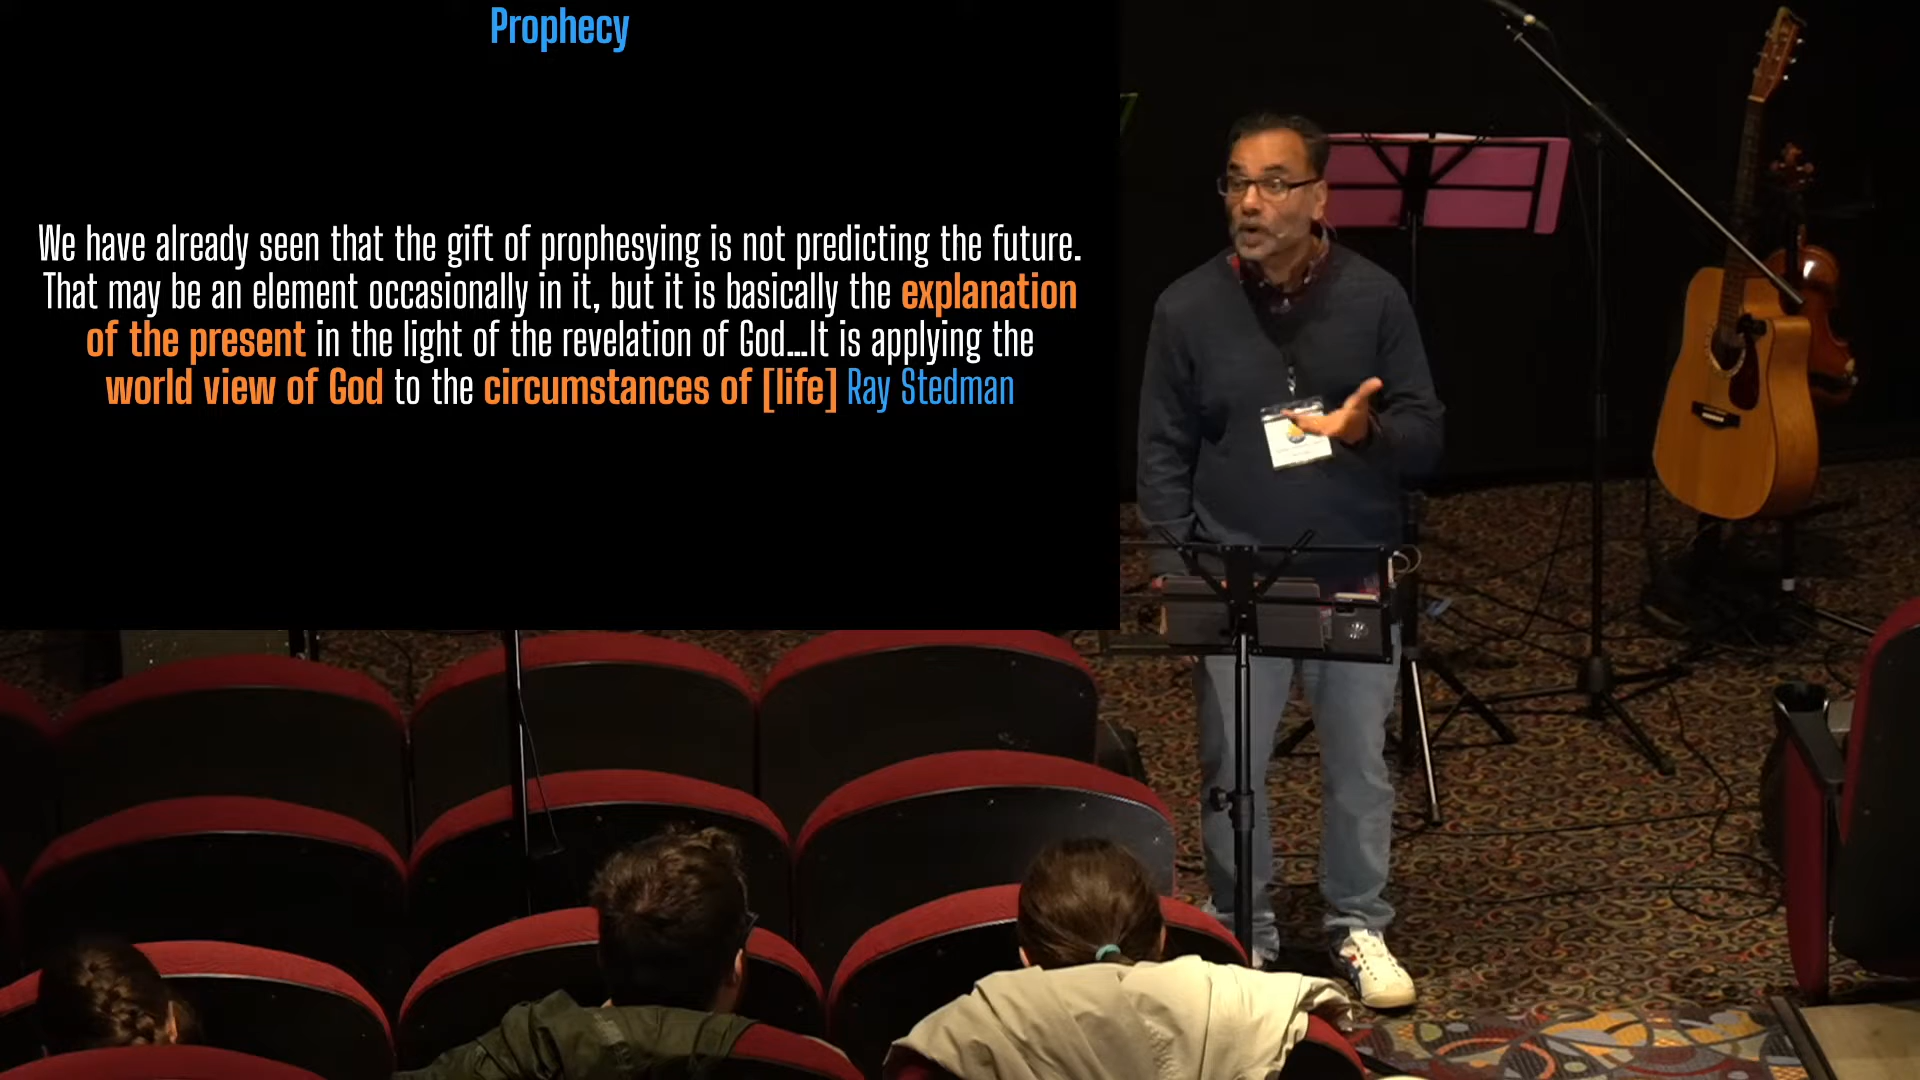 Prophecy
We have already seen that the gift of prophesying is not predicting the future.
That may be an element occasionally in it, but it is basically the explanation
of the present in the light of the revelation of God...It is applying the
world view of God to the circumstances of [life] Ray Stedman